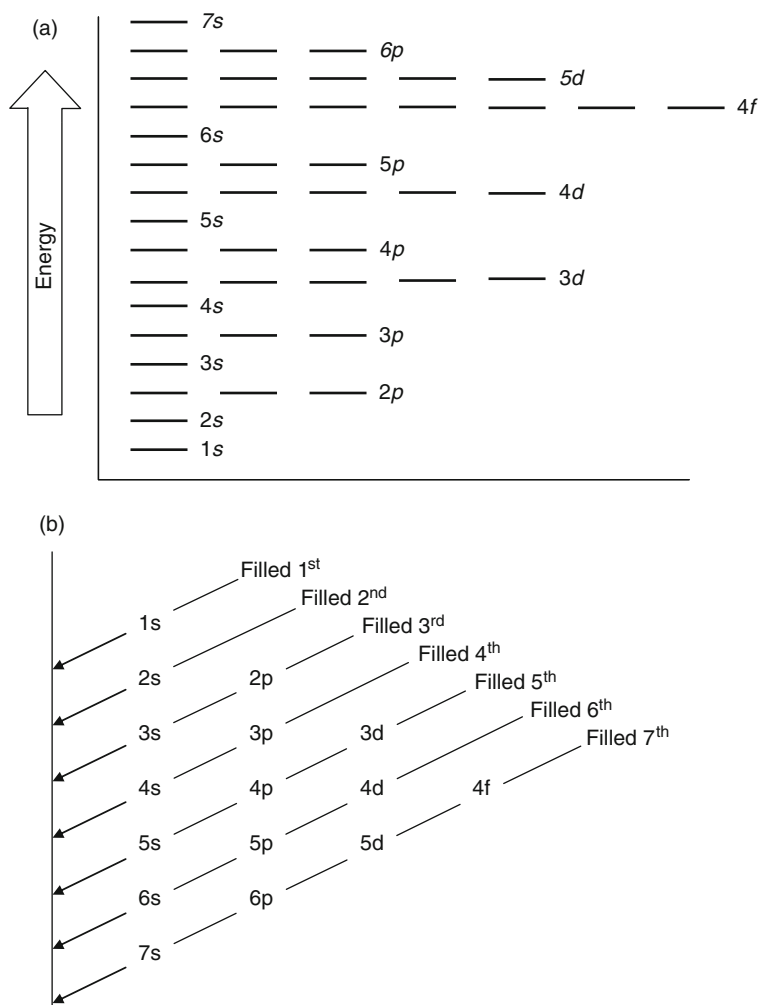 (a)
7s
6p
5d
4f
6s
5p
4d
5s
4p
3d
4s
3p
3s
2p
2s
1s
Energy
(b)
Filled 1st
Filled 2nd
1s
Filled 3rd
Filled 4th
2s 2p
Filled 5th
Filled 6th
3s 3p 3d
Filled 7th
4s 4p 4d 4f
5s 5p 5d
6s 6p
7s